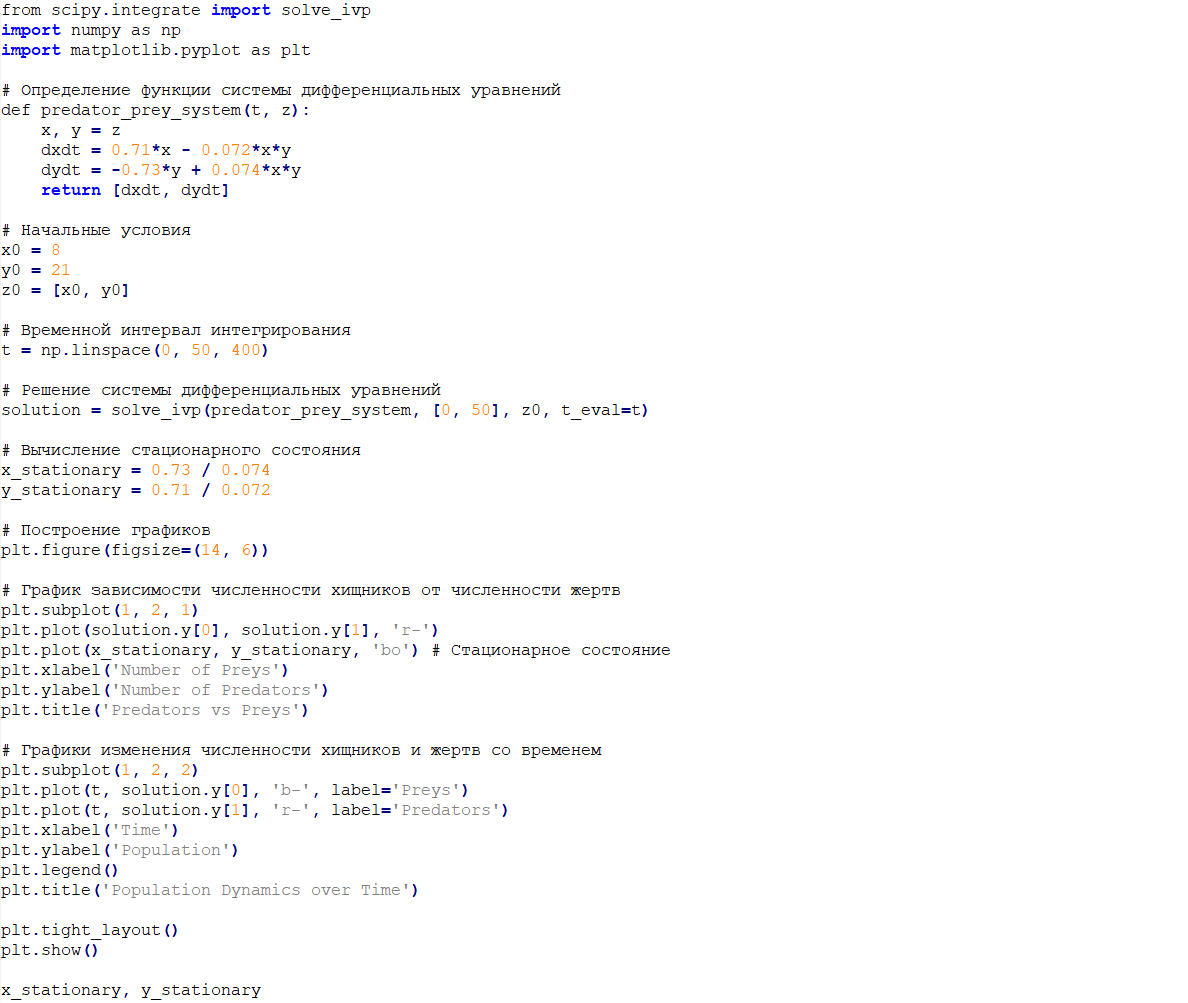 from scipy.integrate import solve_ivp
import numpy as np
import matplotlib.pyplot as plt

# Определение функции системы дифференциальных уравнений
def predator_prey_system(t, z):
    x, y = z
    dxdt = 0.71*x - 0.072*x*y
    dydt = -0.73*y + 0.074*x*y
    return [dxdt, dydt]

# Начальные условия
x0 = 8
y0 = 21
z0 = [x0, y0]

# Временной интервал интегрирования
t = np.linspace(0, 50, 400)

# Решение системы дифференциальных уравнений
solution = solve_ivp(predator_prey_system, [0, 50], z0, t_eval=t)

# Вычисление стационарного состояния
x_stationary = 0.73 / 0.074
y_stationary = 0.71 / 0.072

# Построение графиков
plt.figure(figsize=(14, 6))

# График зависимости численности хищников от численности жертв
plt.subplot(1, 2, 1)
plt.plot(solution.y[0], solution.y[1], 'r-')
plt.plot(x_stationary, y_stationary, 'bo') # Стационарное состояние
plt.xlabel('Number of Preys')
plt.ylabel('Number of Predators')
plt.title('Predators vs Preys')

# Графики изменения численности хищников и жертв со временем
plt.subplot(1, 2, 2)
plt.plot(t, solution.y[0], 'b-', label='Preys')
plt.plot(t, solution.y[1], 'r-', label='Predators')
plt.xlabel('Time')
plt.ylabel('Population')
plt.legend()
plt.title('Population Dynamics over Time')

plt.tight_layout()
plt.show()

x_stationary, y_stationary